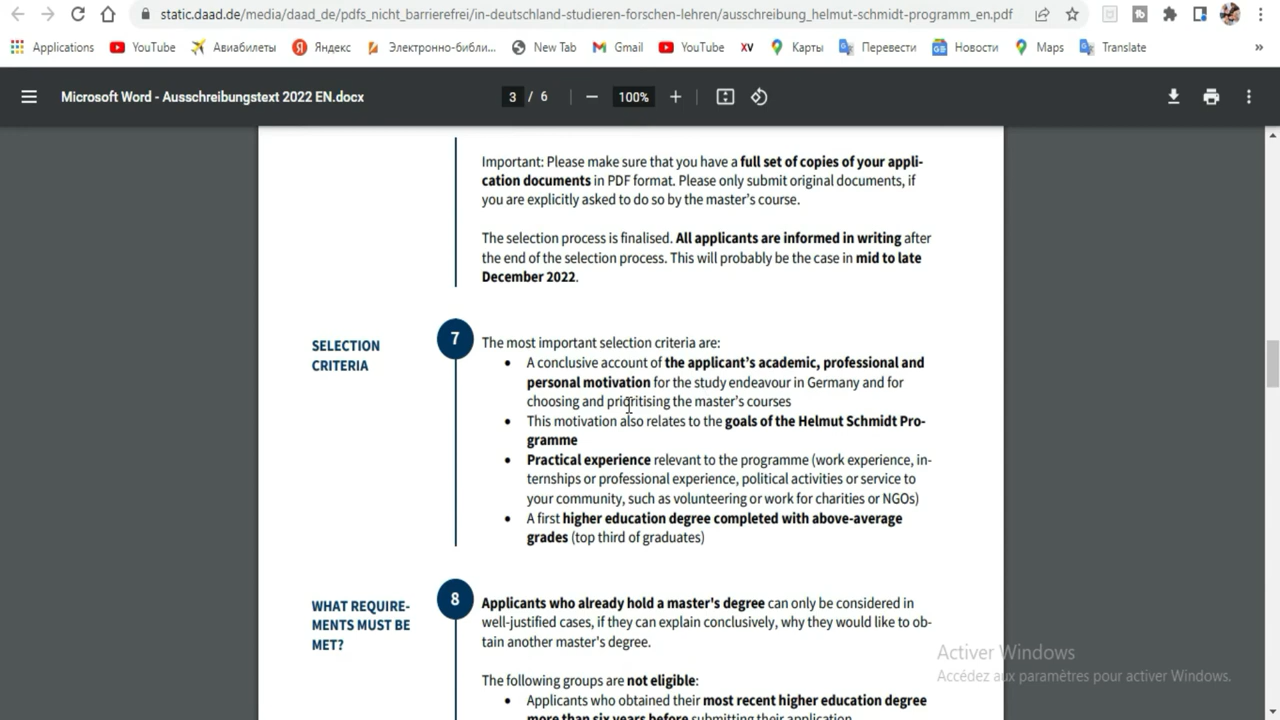 static.daad.de/media/daad_de/pdfs_nicht_barrierefrei/in-deutschland-studieren-forschen-lehren/ausschreibung_helmut-schmidt-programm_en.pdf
Applications YouTube Авиабилеты Яндекс Электронно-библи... New Tab Gmail YouTube XV Карты Перевести Новости Maps Translate »
Microsoft Word - Ausschreibungstext 2022 EN.docx 3 / 6 — 100% +
Important: Please make sure that you have a full set of copies of your appli-
cation documents in PDF format. Please only submit original documents, if
you are explicitly asked to do so by the master's course.
The selection process is finalised. All applicants are informed in writing after
the end of the selection process. This will probably be the case in mid to late
December 2022.
SELECTION
CRITERIA
7
The most important selection criteria are:
• A conclusive account of the applicant's academic, professional and
personal motivation for the study endeavour in Germany and for
choosing and prioritising the master's courses
• This motivation also relates to the goals of the Helmut Schmidt Pro-
gramme
• Practical experience relevant to the programme (work experience, in-
ternships or professional experience, political activities or service to
your community, such as volunteering or work for charities or NGOs)
• A first higher education degree completed with above-average
grades (top third of graduates)
WHAT REQUIRE-
MENTS MUST BE
MET?
8
Applicants who already hold a master's degree can only be considered in
well-justified cases, if they can explain conclusively, why they would like to ob-
tain another master's degree.
The following groups are not eligible:
• Applicants who obtained their most recent higher education degree
more than six years before submitting their application
Activer Windows
Accédez aux paramètres pour activer Windows.